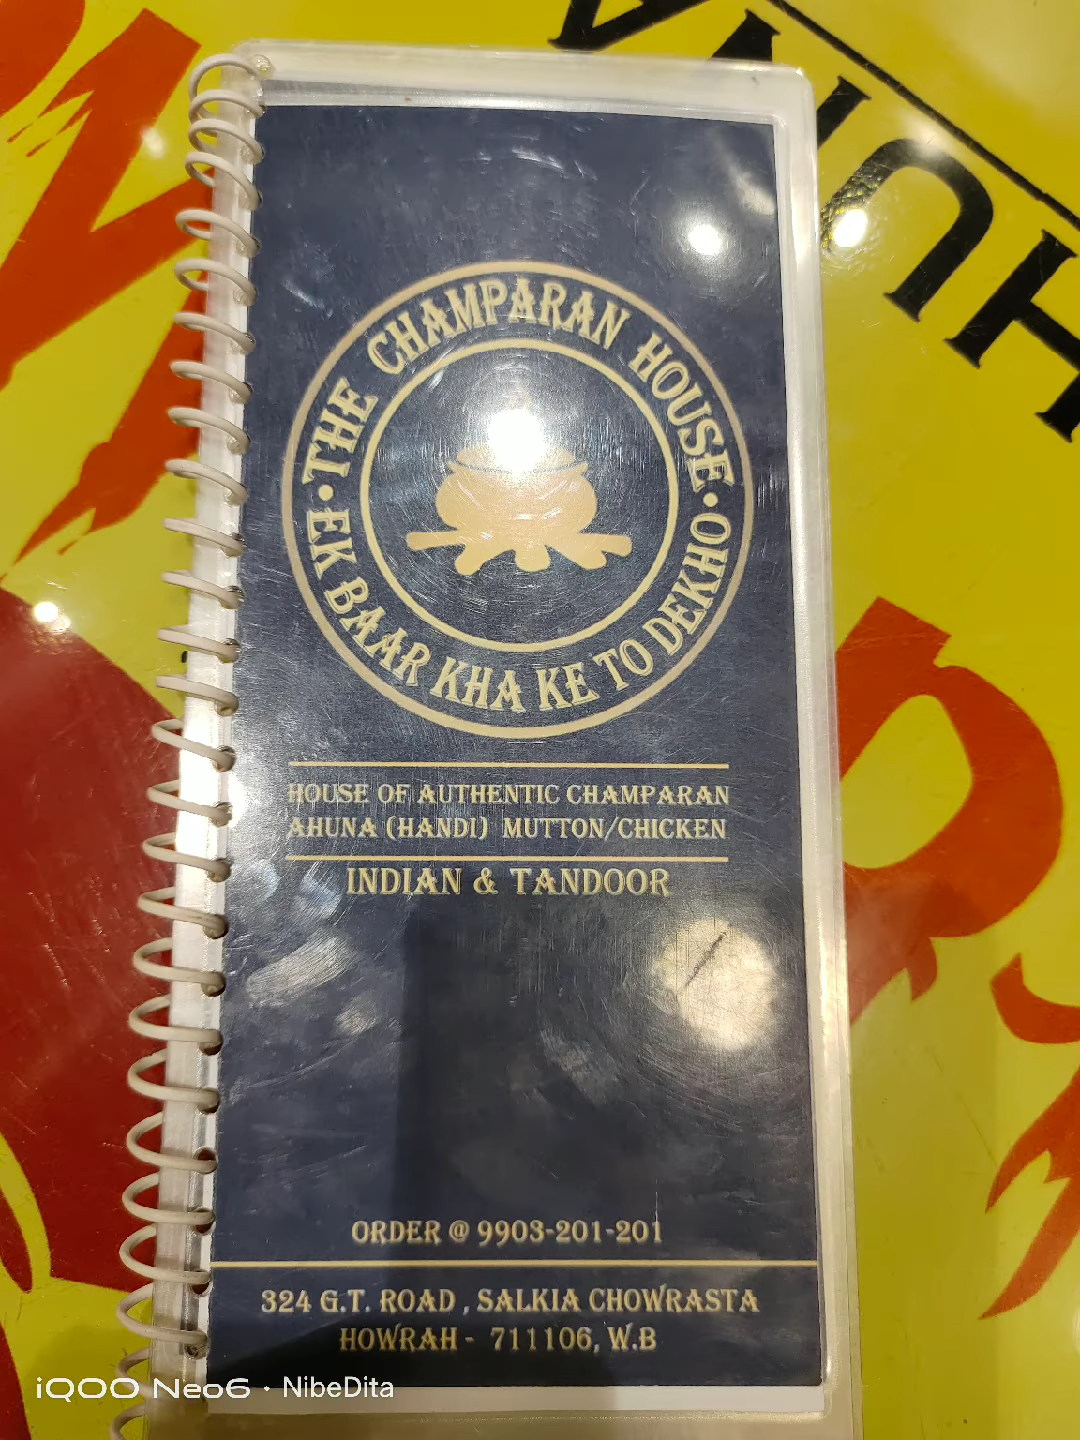 THE CHAMPARAN HOUSE
EK BAAR KHA KE TO DEKHO
HOUSE OF AUTHENTIC CHAMPARAN
AHUNA (HANDI) MUTTON/CHICKEN
INDIAN & TANDOOR
ORDER @ 9903-201-201
324 G.T. ROAD , SALKIA CHOWRASTA
HOWRAH - 711106, W.B
iQOO Neo6 · NibeDita